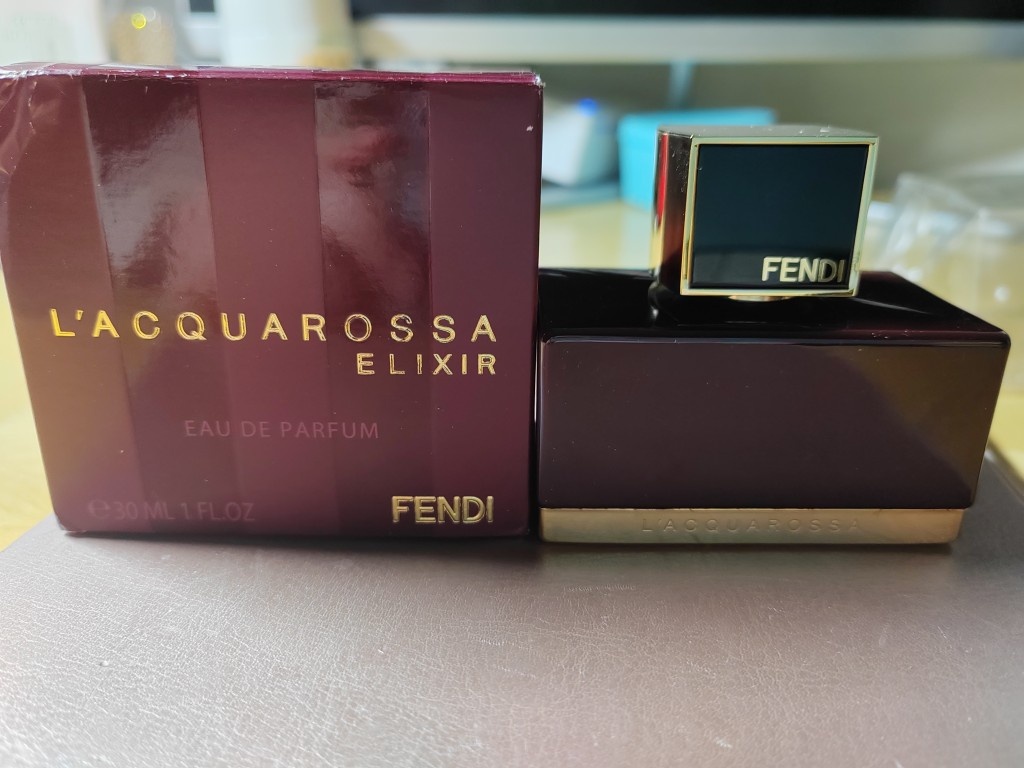 L'ACQUAROSSA
ELIXIR
EAU DE PARFUM
℮ 30 ML 1 FL.OZ
FENDI
FENDI
L'ACQUAROSSA